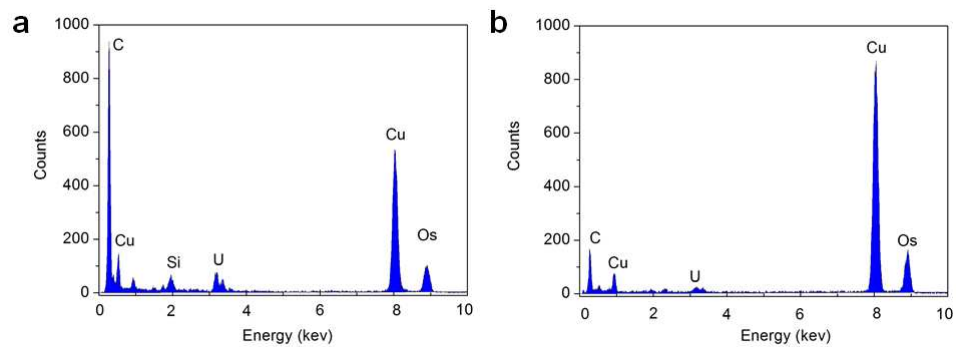 a
1000
800
600
400
200
0
Counts
C
Cu
Si
U
Cu
Os
0 2 4 6 8 10
Energy (kev)
b
1000
800
600
400
200
0
Counts
C
Cu
U
Cu
Os
0 2 4 6 8 10
Energy (kev)